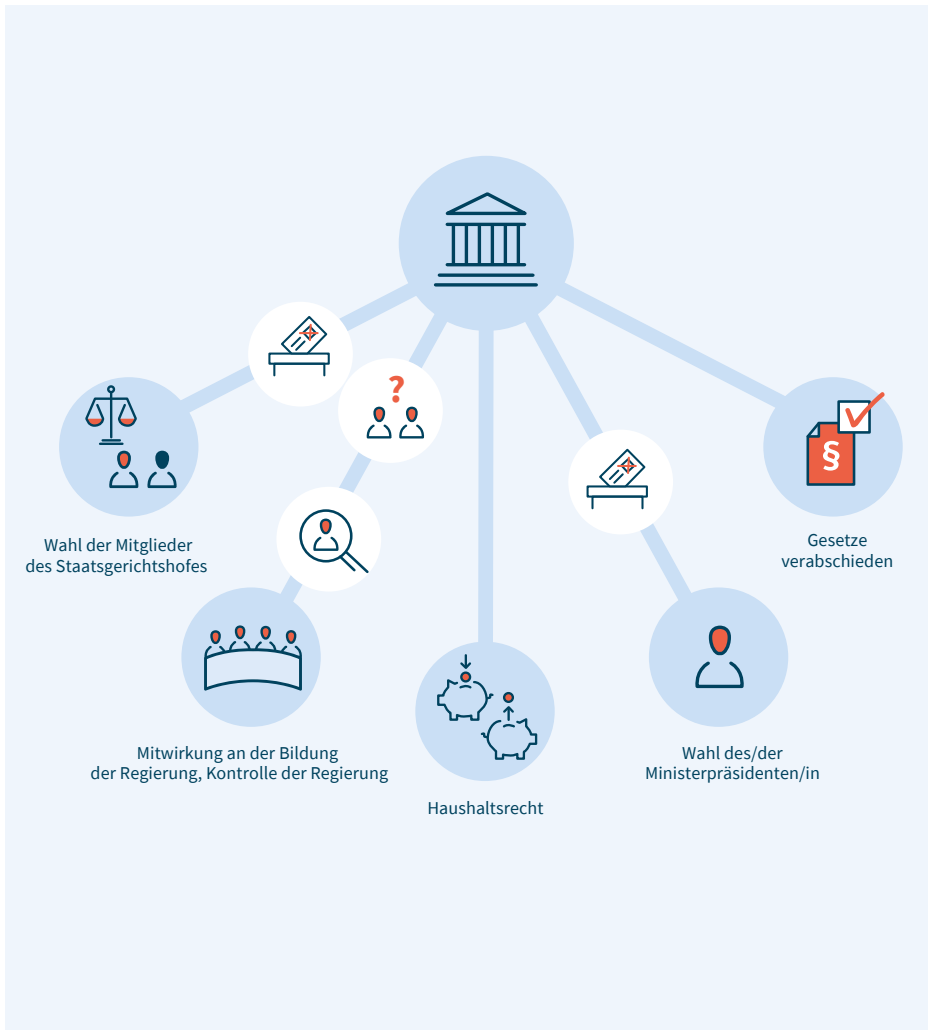 ?
§
Wahl der Mitglieder
des Staatsgerichtshofes
Gesetze
verabschieden
Mitwirkung an der Bildung
der Regierung, Kontrolle der Regierung
Wahl des/der
Ministerpräsidenten/in
Haushaltsrecht